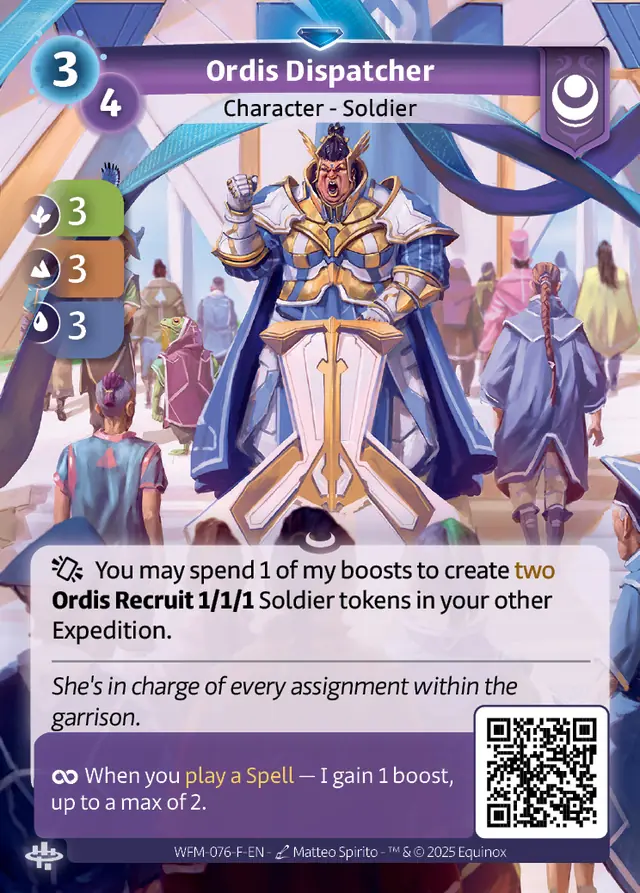 3
Ordis Dispatcher
4
Character - Soldier
3
3
3
You may spend 1 of my boosts to create two
Ordis Recruit 1/1/1 Soldier tokens in your other
Expedition.
She's in charge of every assignment within the
garrison.
∞ When you play a Spell — I gain 1 boost,
up to a max of 2.
WFM-076-F-EN - Matteo Spirito - ™ & © 2025 Equinox